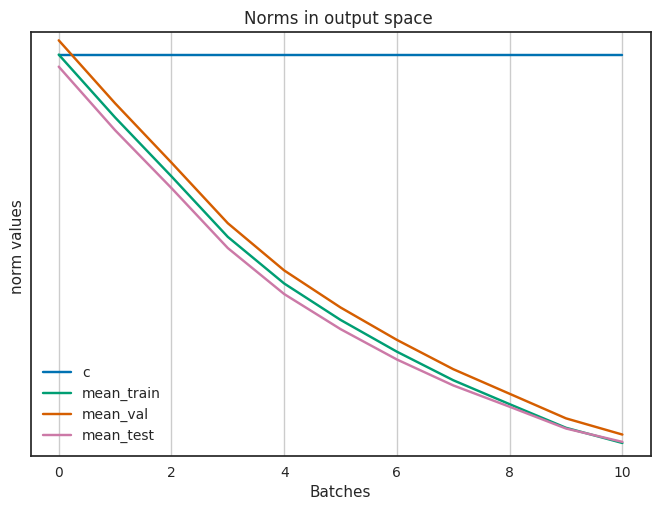 Norms in output space
norm values
c
mean_train
mean_val
mean_test
0 2 4 6 8 10
Batches